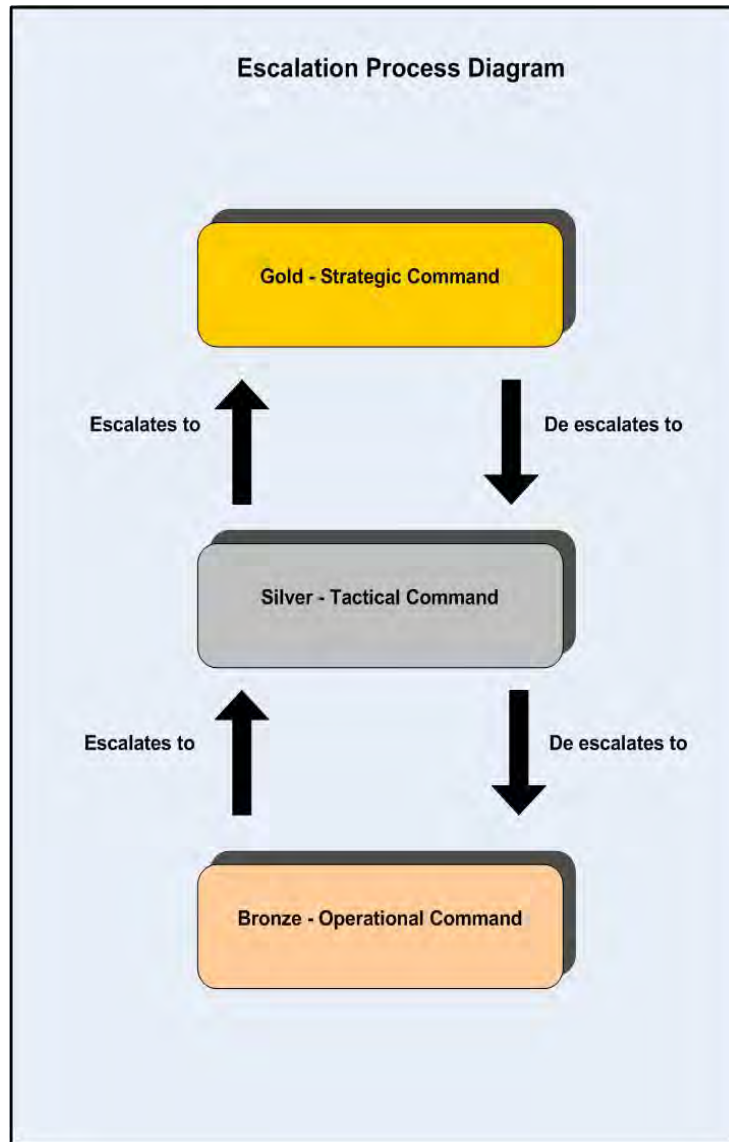 Escalation Process Diagram
Gold - Strategic Command
Escalates to
De escalates to
Silver - Tactical Command
Escalates to
De escalates to
Bronze - Operational Command